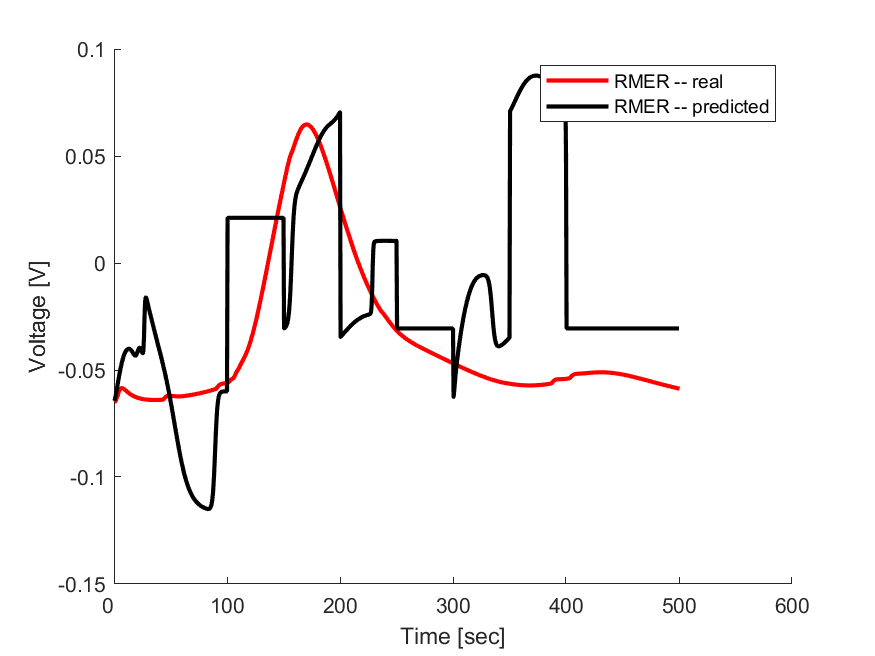 0.1
0.05
0
-0.05
-0.1
-0.15
Voltage [V]
RMER -- real
RMER -- predicted
0 100 200 300 400 500 600
Time [sec]